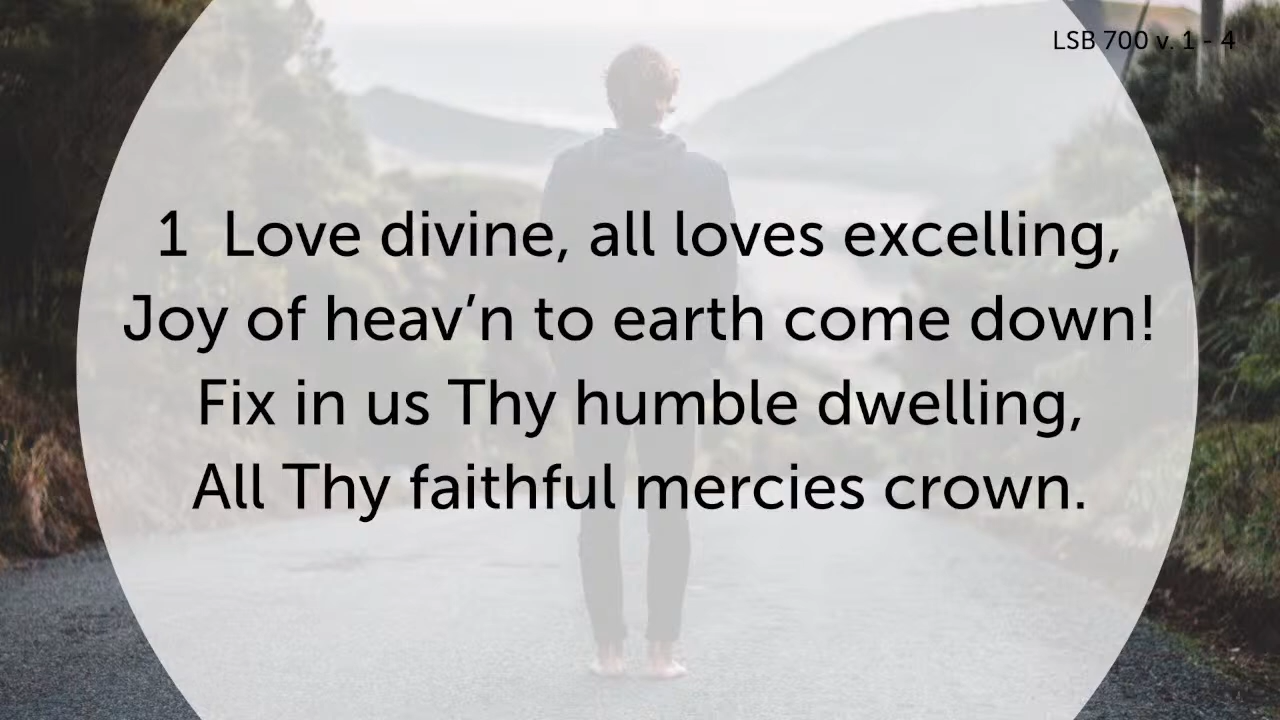 LSB 700 v. 1 - 4
1 Love divine, all loves excelling,
Joy of heav’n to earth come down!
Fix in us Thy humble dwelling,
All Thy faithful mercies crown.